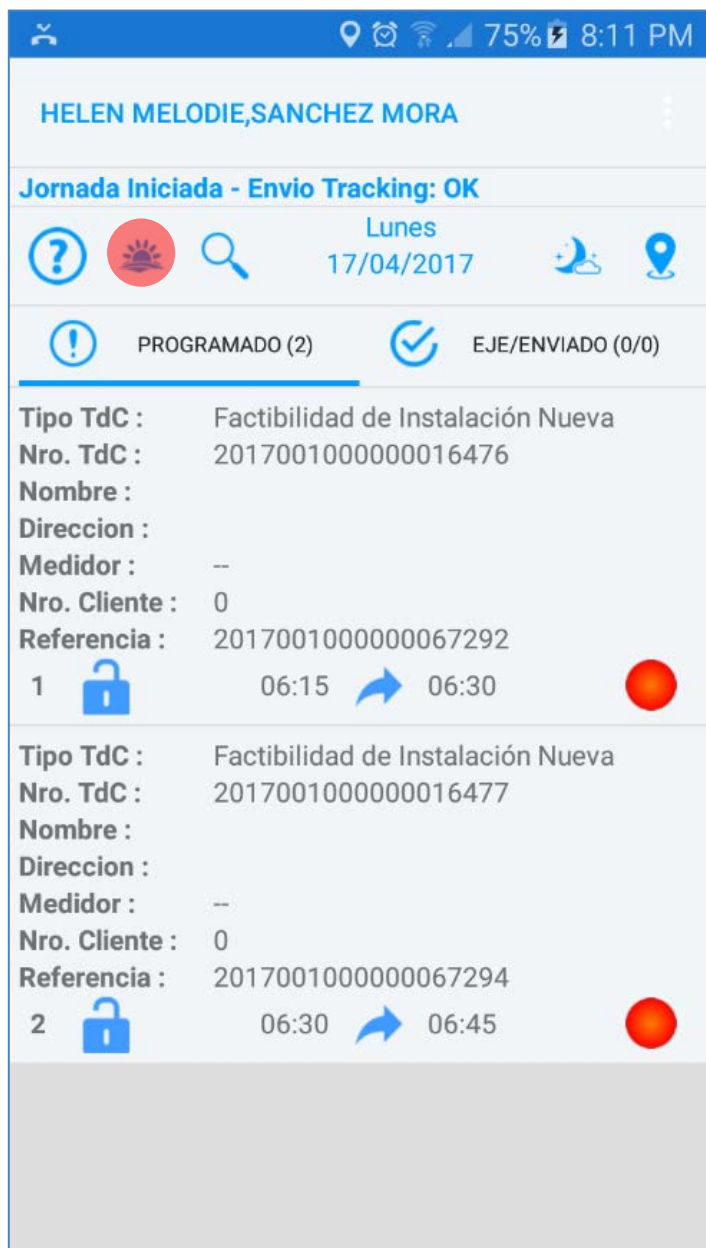 75% 8:11 PM
HELEN MELODIE,SANCHEZ MORA
Jornada Iniciada - Envio Tracking: OK
Lunes
17/04/2017
PROGRAMADO (2) EJE/ENVIADO (0/0)
Tipo TdC : Factibilidad de Instalación Nueva
Nro. TdC : 2017001000000016476
Nombre :
Direccion :
Medidor : --
Nro. Cliente : 0
Referencia : 2017001000000067292
1 06:15 06:30
Tipo TdC : Factibilidad de Instalación Nueva
Nro. TdC : 2017001000000016477
Nombre :
Direccion :
Medidor : --
Nro. Cliente : 0
Referencia : 2017001000000067294
2 06:30 06:45